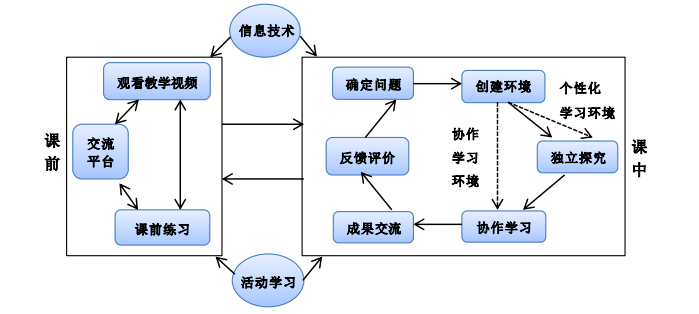 信息技术
课前
观看教学视频
交流
平台
课前练习
确定问题
创建环境
个性化
学习环境
协作
学习
环境
反馈评价
独立探究
课中
成果交流
协作学习
活动学习